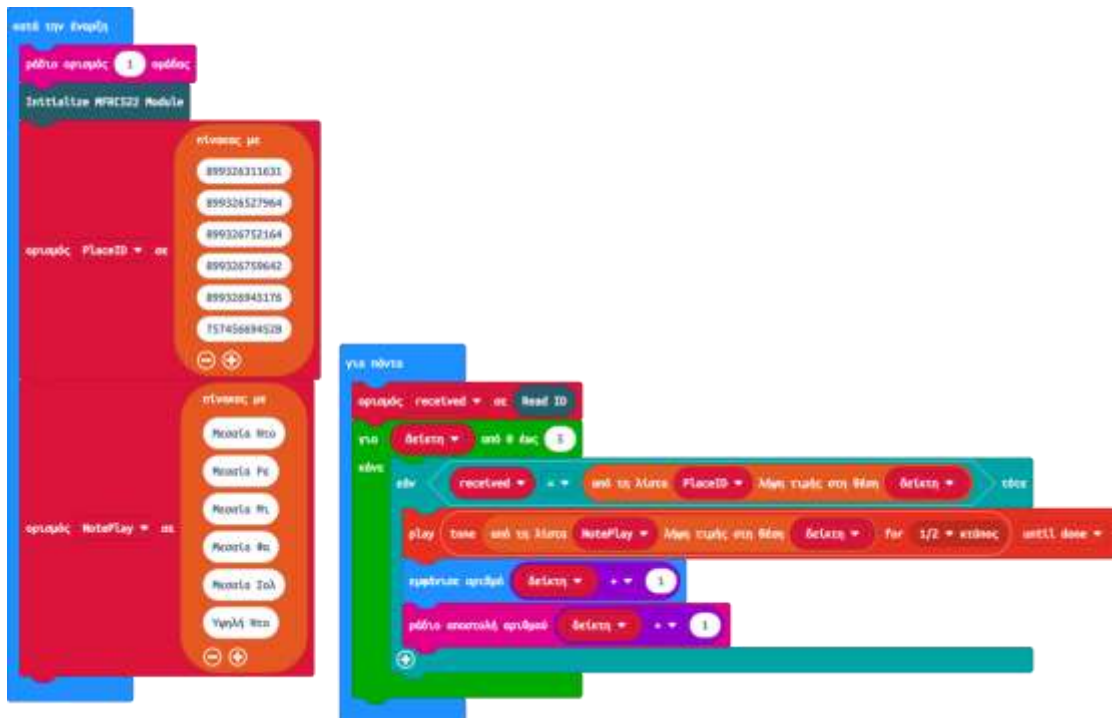 κατά την έναρξη
ράδιο ορισμός 1 ομάδας
Initialize MFRC522 Module
πίνακας με
899326311631
899326527964
899326752164
899326759642
899326943176
757456694528
ορισμός PlaceID σε
πίνακας με
Μεσαία Ντο
Μεσαία Ρε
Μεσαία Μι
Μεσαία Φα
Μεσαία Σολ
Υψηλή Ντο
ορισμός NotePlay σε
για πάντα
ορισμός received σε Read ID
για δείκτη από 0 έως 5
κάνε
εάν received = από τη λίστα PlaceID λήψη τιμής στη θέση δείκτη τότε
play tone από τη λίστα NotePlay λήψη τιμής στη θέση δείκτη for 1/2 κτύπος until done
εμφάνισε αριθμό δείκτη + 1
ράδιο αποστολή αριθμού δείκτη + 1